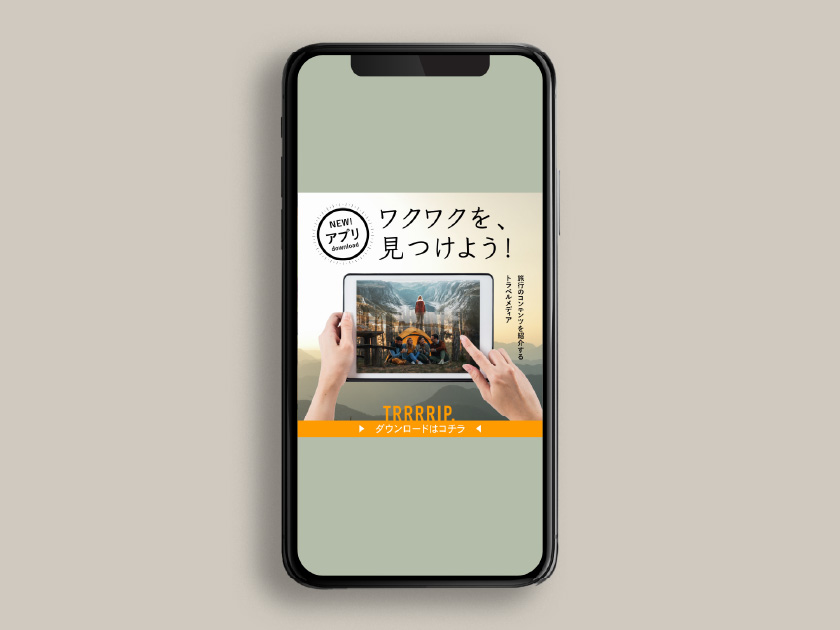 NEW!
アプリ
download
ワクワクを、
見つけよう!
旅行のコンテンツを紹介する
トラベルメディア
TRRRRIP.
ダウンロードはコチラ